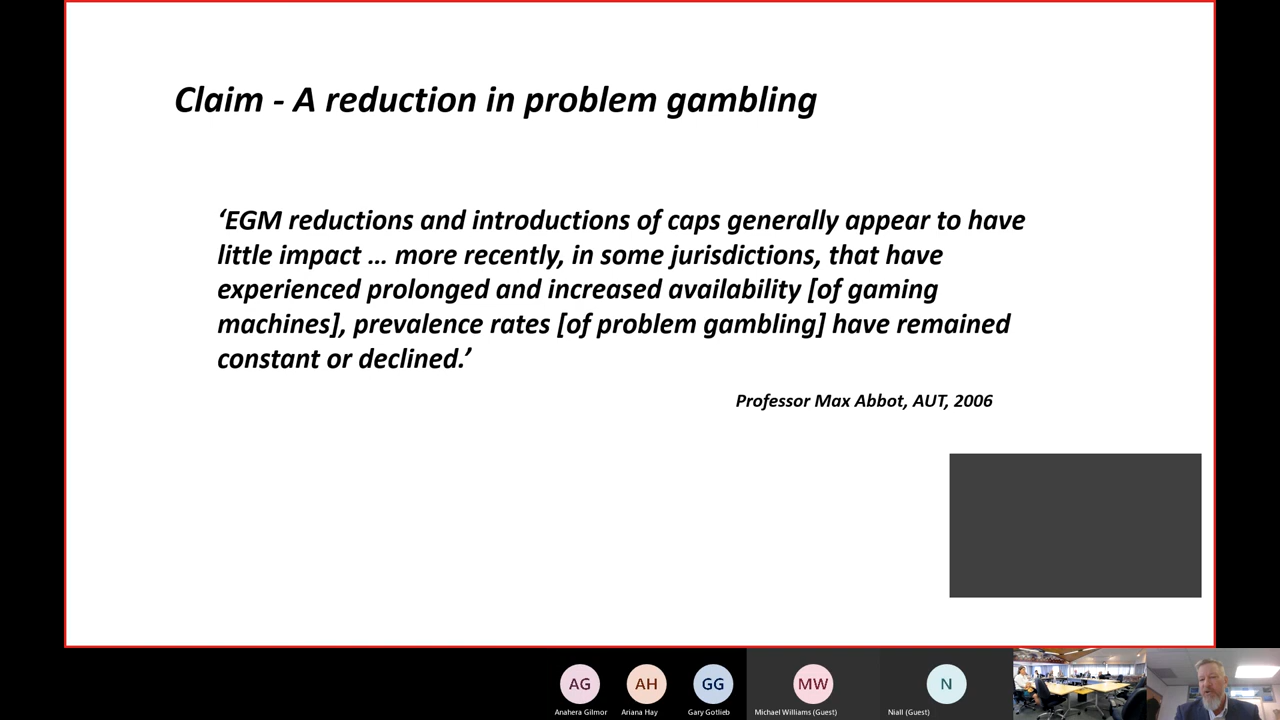 Claim - A reduction in problem gambling
‘EGM reductions and introductions of caps generally appear to have
little impact … more recently, in some jurisdictions, that have
experienced prolonged and increased availability [of gaming
machines], prevalence rates [of problem gambling] have remained
constant or declined.’
Professor Max Abbot, AUT, 2006
AG
AH
GG
MW
N
Anahera Gilmor
Ariana Hay
Gary Gotlieb
Michael Williams (Guest)
Niall (Guest)